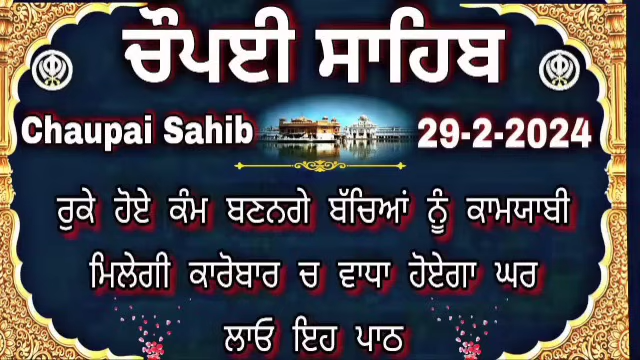 ਚੌਪਈ ਸਾਹਿਬ
Chaupai Sahib 29-2-2024
ਰੁਕੇ ਹੋਏ ਕੰਮ ਬਣਨਗੇ ਬੱਚਿਆਂ ਨੂੰ ਕਾਮਯਾਬੀ
ਮਿਲੇਗੀ ਕਾਰੋਬਾਰ ਚ ਵਾਧਾ ਹੋਏਗਾ ਘਰ
ਲਾਓ ਇਹ ਪਾਠ